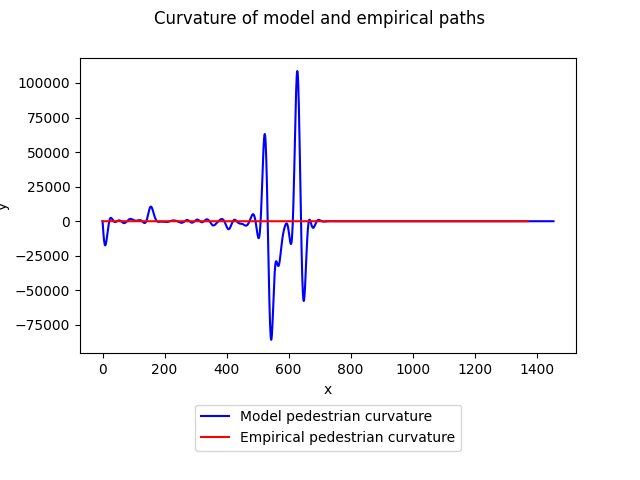 Curvature of model and empirical paths
100000
75000
50000
25000
0
−25000
−50000
−75000
y
0 200 400 600 800 1000 1200 1400
x
Model pedestrian curvature
Empirical pedestrian curvature